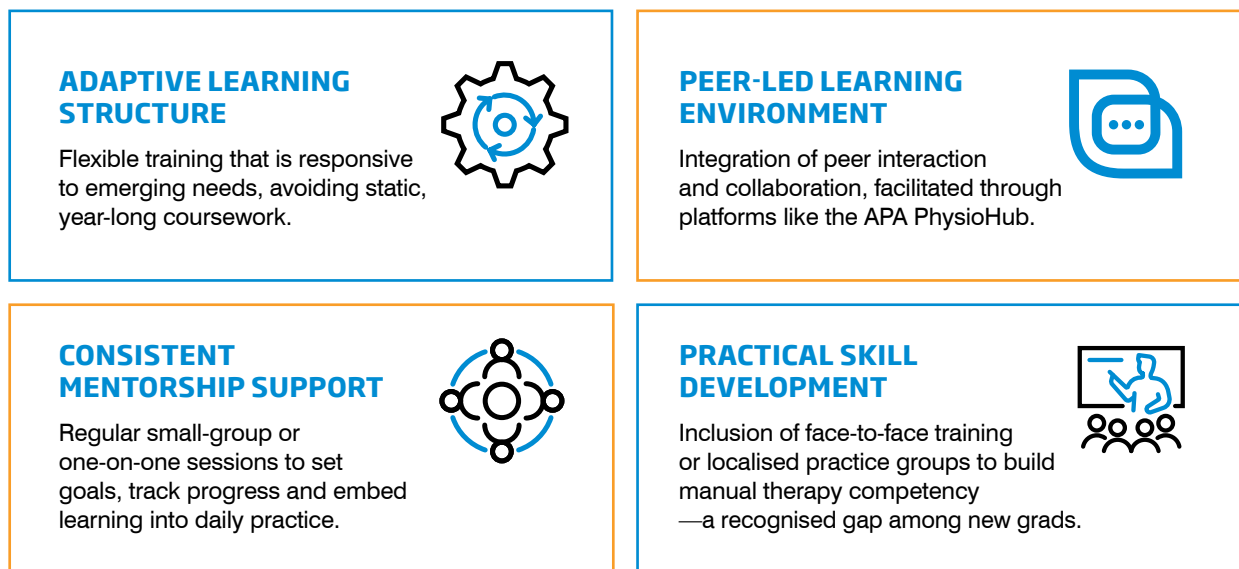 ADAPTIVE LEARNING
STRUCTURE
Flexible training that is responsive
to emerging needs, avoiding static,
year-long coursework.
PEER-LED LEARNING
ENVIRONMENT
Integration of peer interaction
and collaboration, facilitated through
platforms like the APA PhysioHub.
CONSISTENT
MENTORSHIP SUPPORT
Regular small-group or
one-on-one sessions to set
goals, track progress and embed
learning into daily practice.
PRACTICAL SKILL
DEVELOPMENT
Inclusion of face-to-face training
or localised practice groups to build
manual therapy competency
—a recognised gap among new grads.